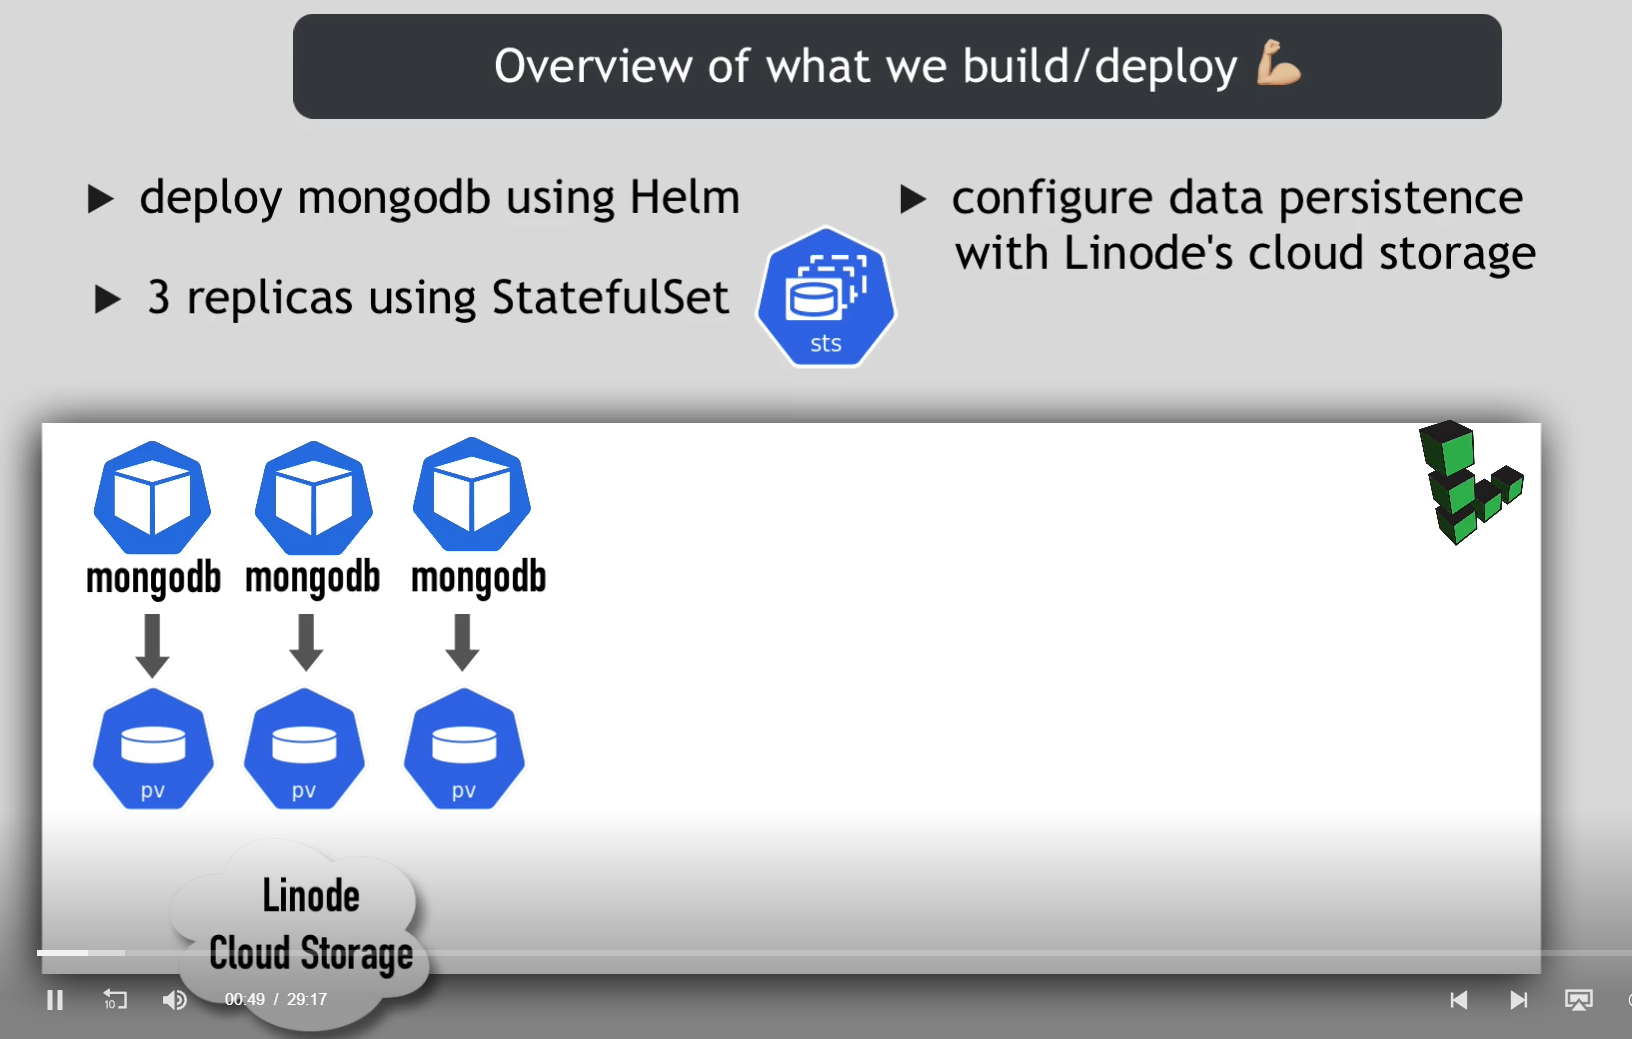 Overview of what we build/deploy 💪🏼
▶ deploy mongodb using Helm
▶ 3 replicas using StatefulSet
sts
▶ configure data persistence
with Linode's cloud storage
mongodb mongodb mongodb
pv pv pv
Linode
Cloud Storage
10
00:49 / 29:17